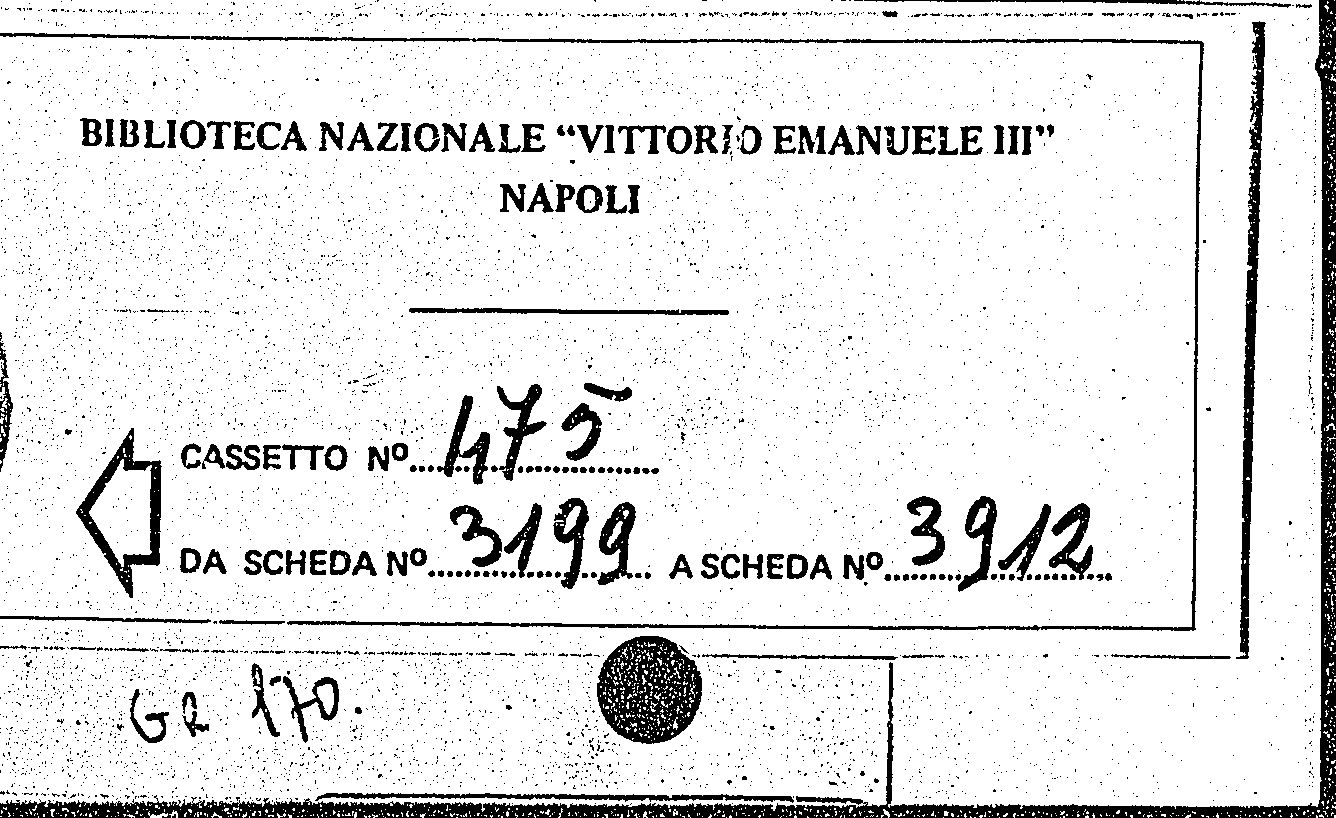 BIBLIOTECA NAZIONALE “VITTORIO EMANUELE III”
NAPOLI
CASSETTO Nº 475
DA SCHEDA Nº 3199 A SCHEDA Nº 3912
GR 170.